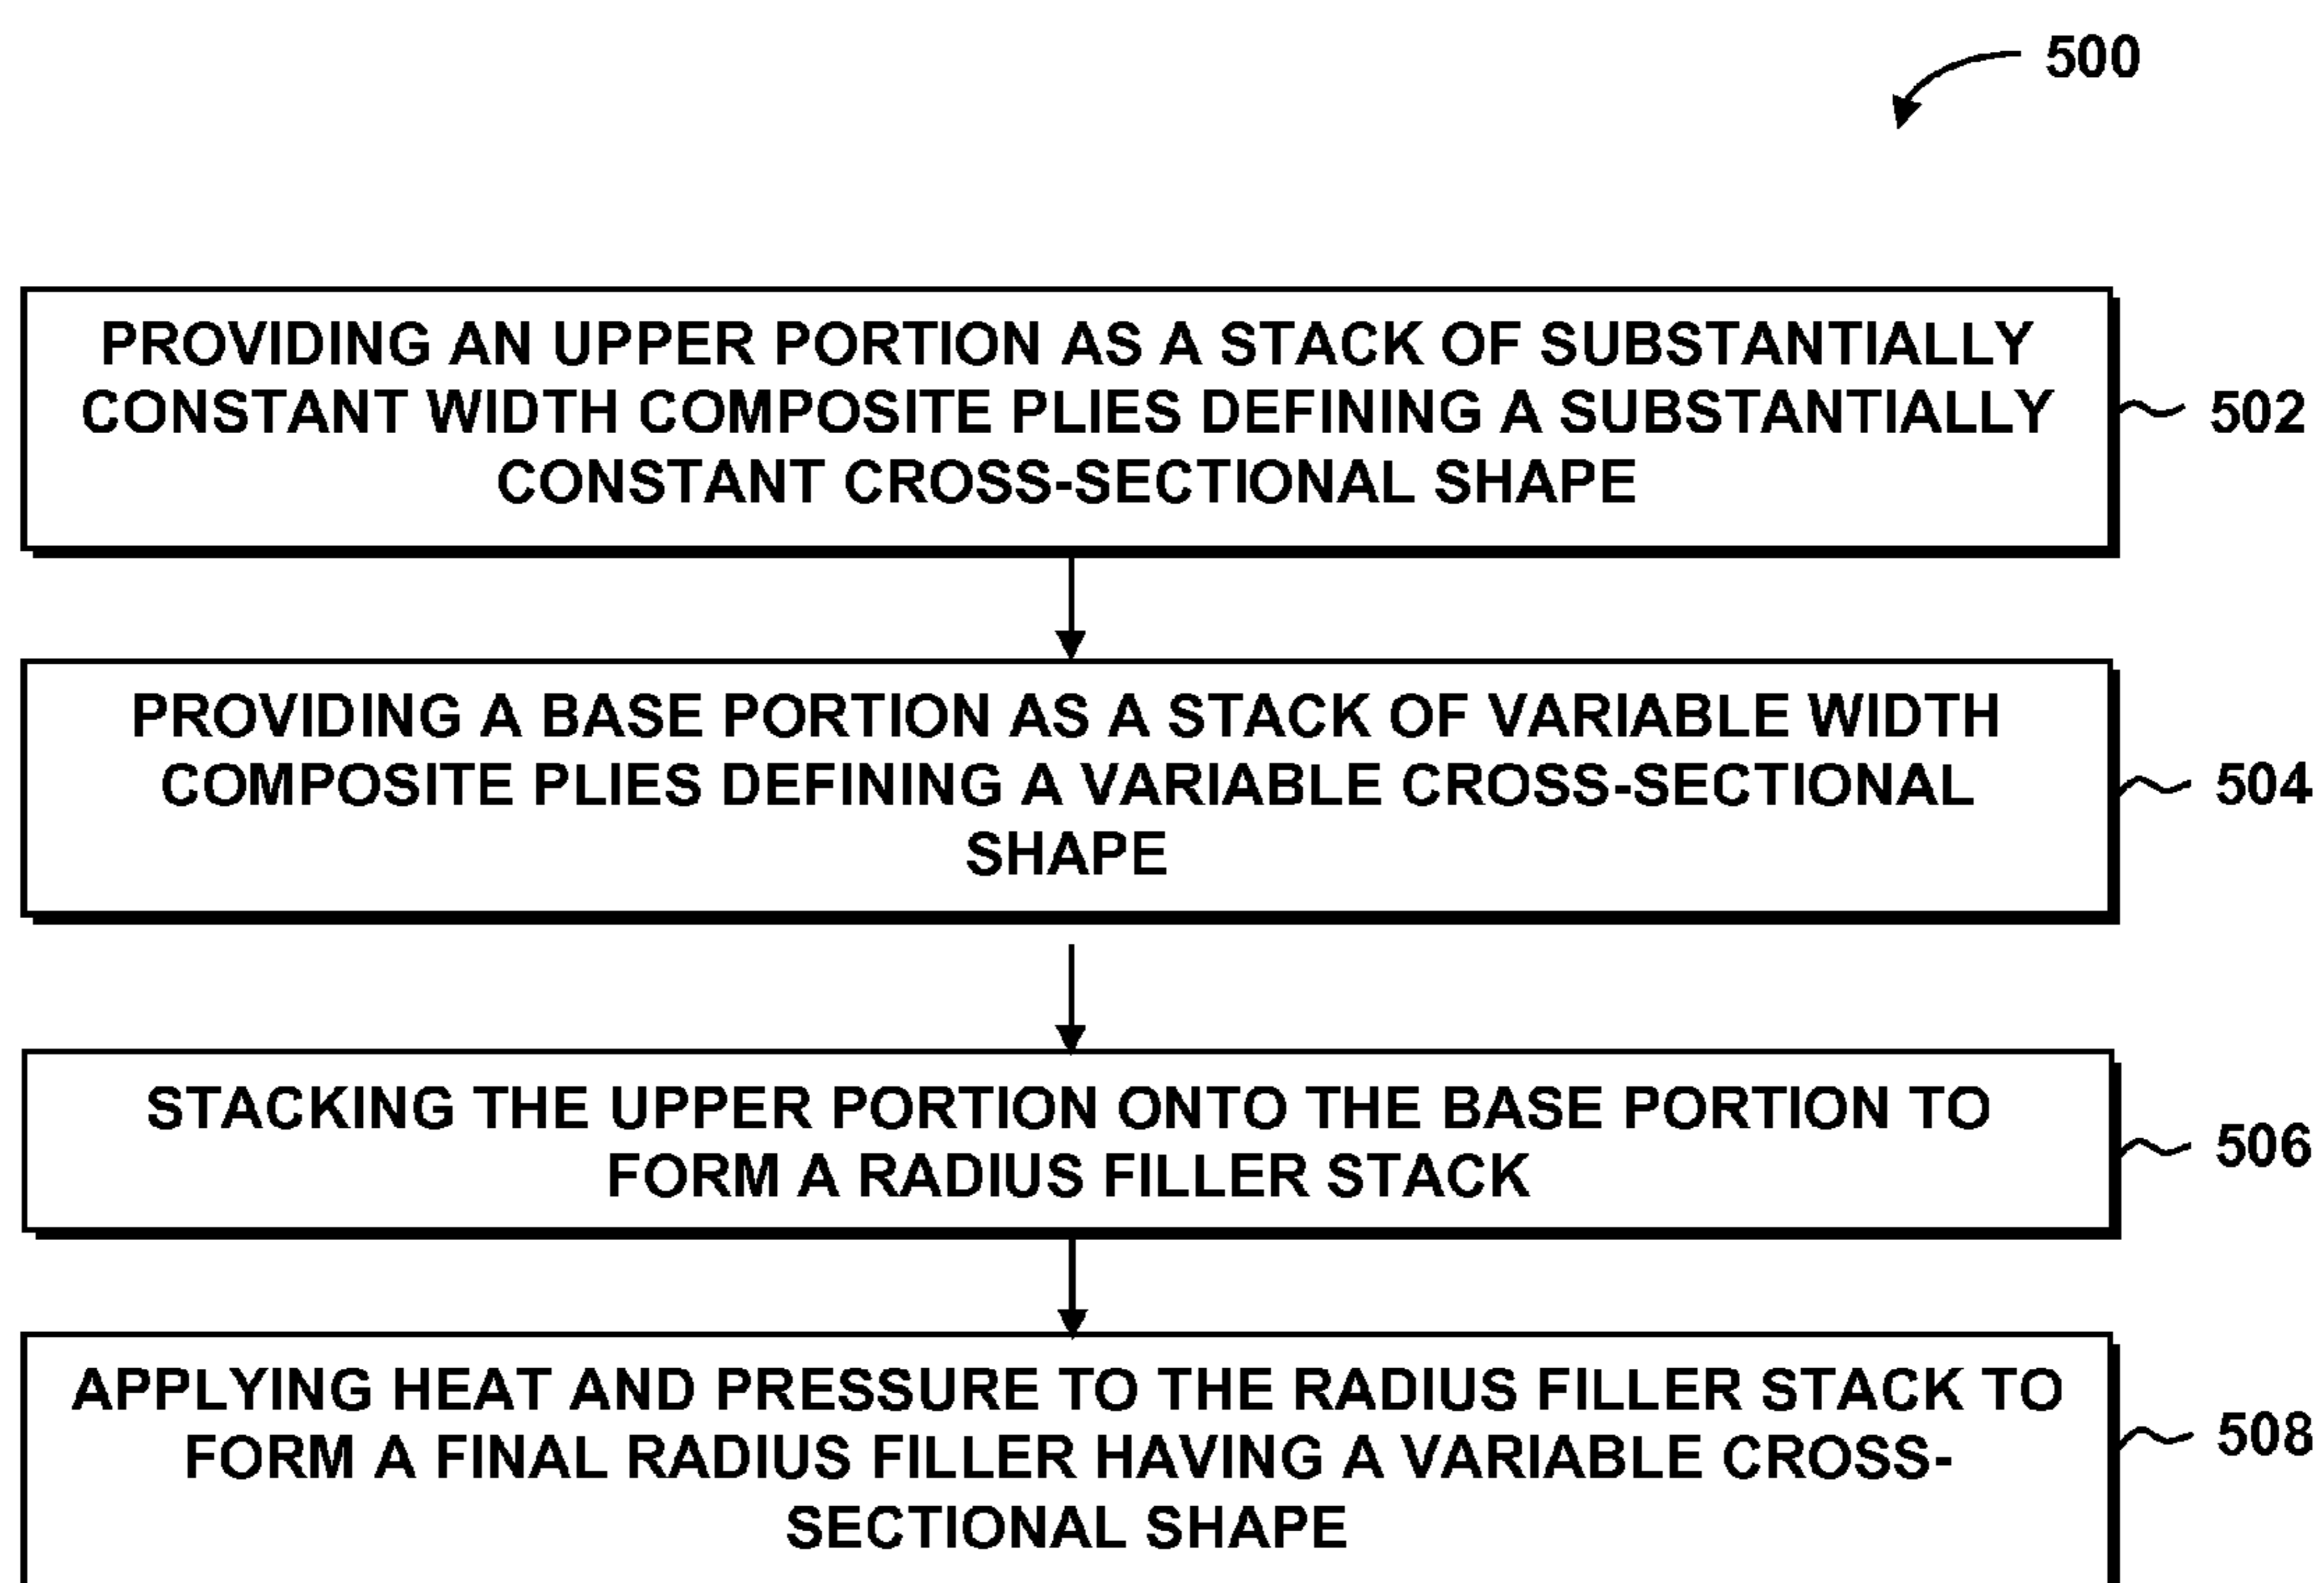 500
PROVIDING AN UPPER PORTION AS A STACK OF SUBSTANTIALLY
CONSTANT WIDTH COMPOSITE PLIES DEFINING A SUBSTANTIALLY
CONSTANT CROSS-SECTIONAL SHAPE
502
PROVIDING A BASE PORTION AS A STACK OF VARIABLE WIDTH
COMPOSITE PLIES DEFINING A VARIABLE CROSS-SECTIONAL
SHAPE
504
STACKING THE UPPER PORTION ONTO THE BASE PORTION TO
FORM A RADIUS FILLER STACK
506
APPLYING HEAT AND PRESSURE TO THE RADIUS FILLER STACK TO
FORM A FINAL RADIUS FILLER HAVING A VARIABLE CROSS-
SECTIONAL SHAPE
508